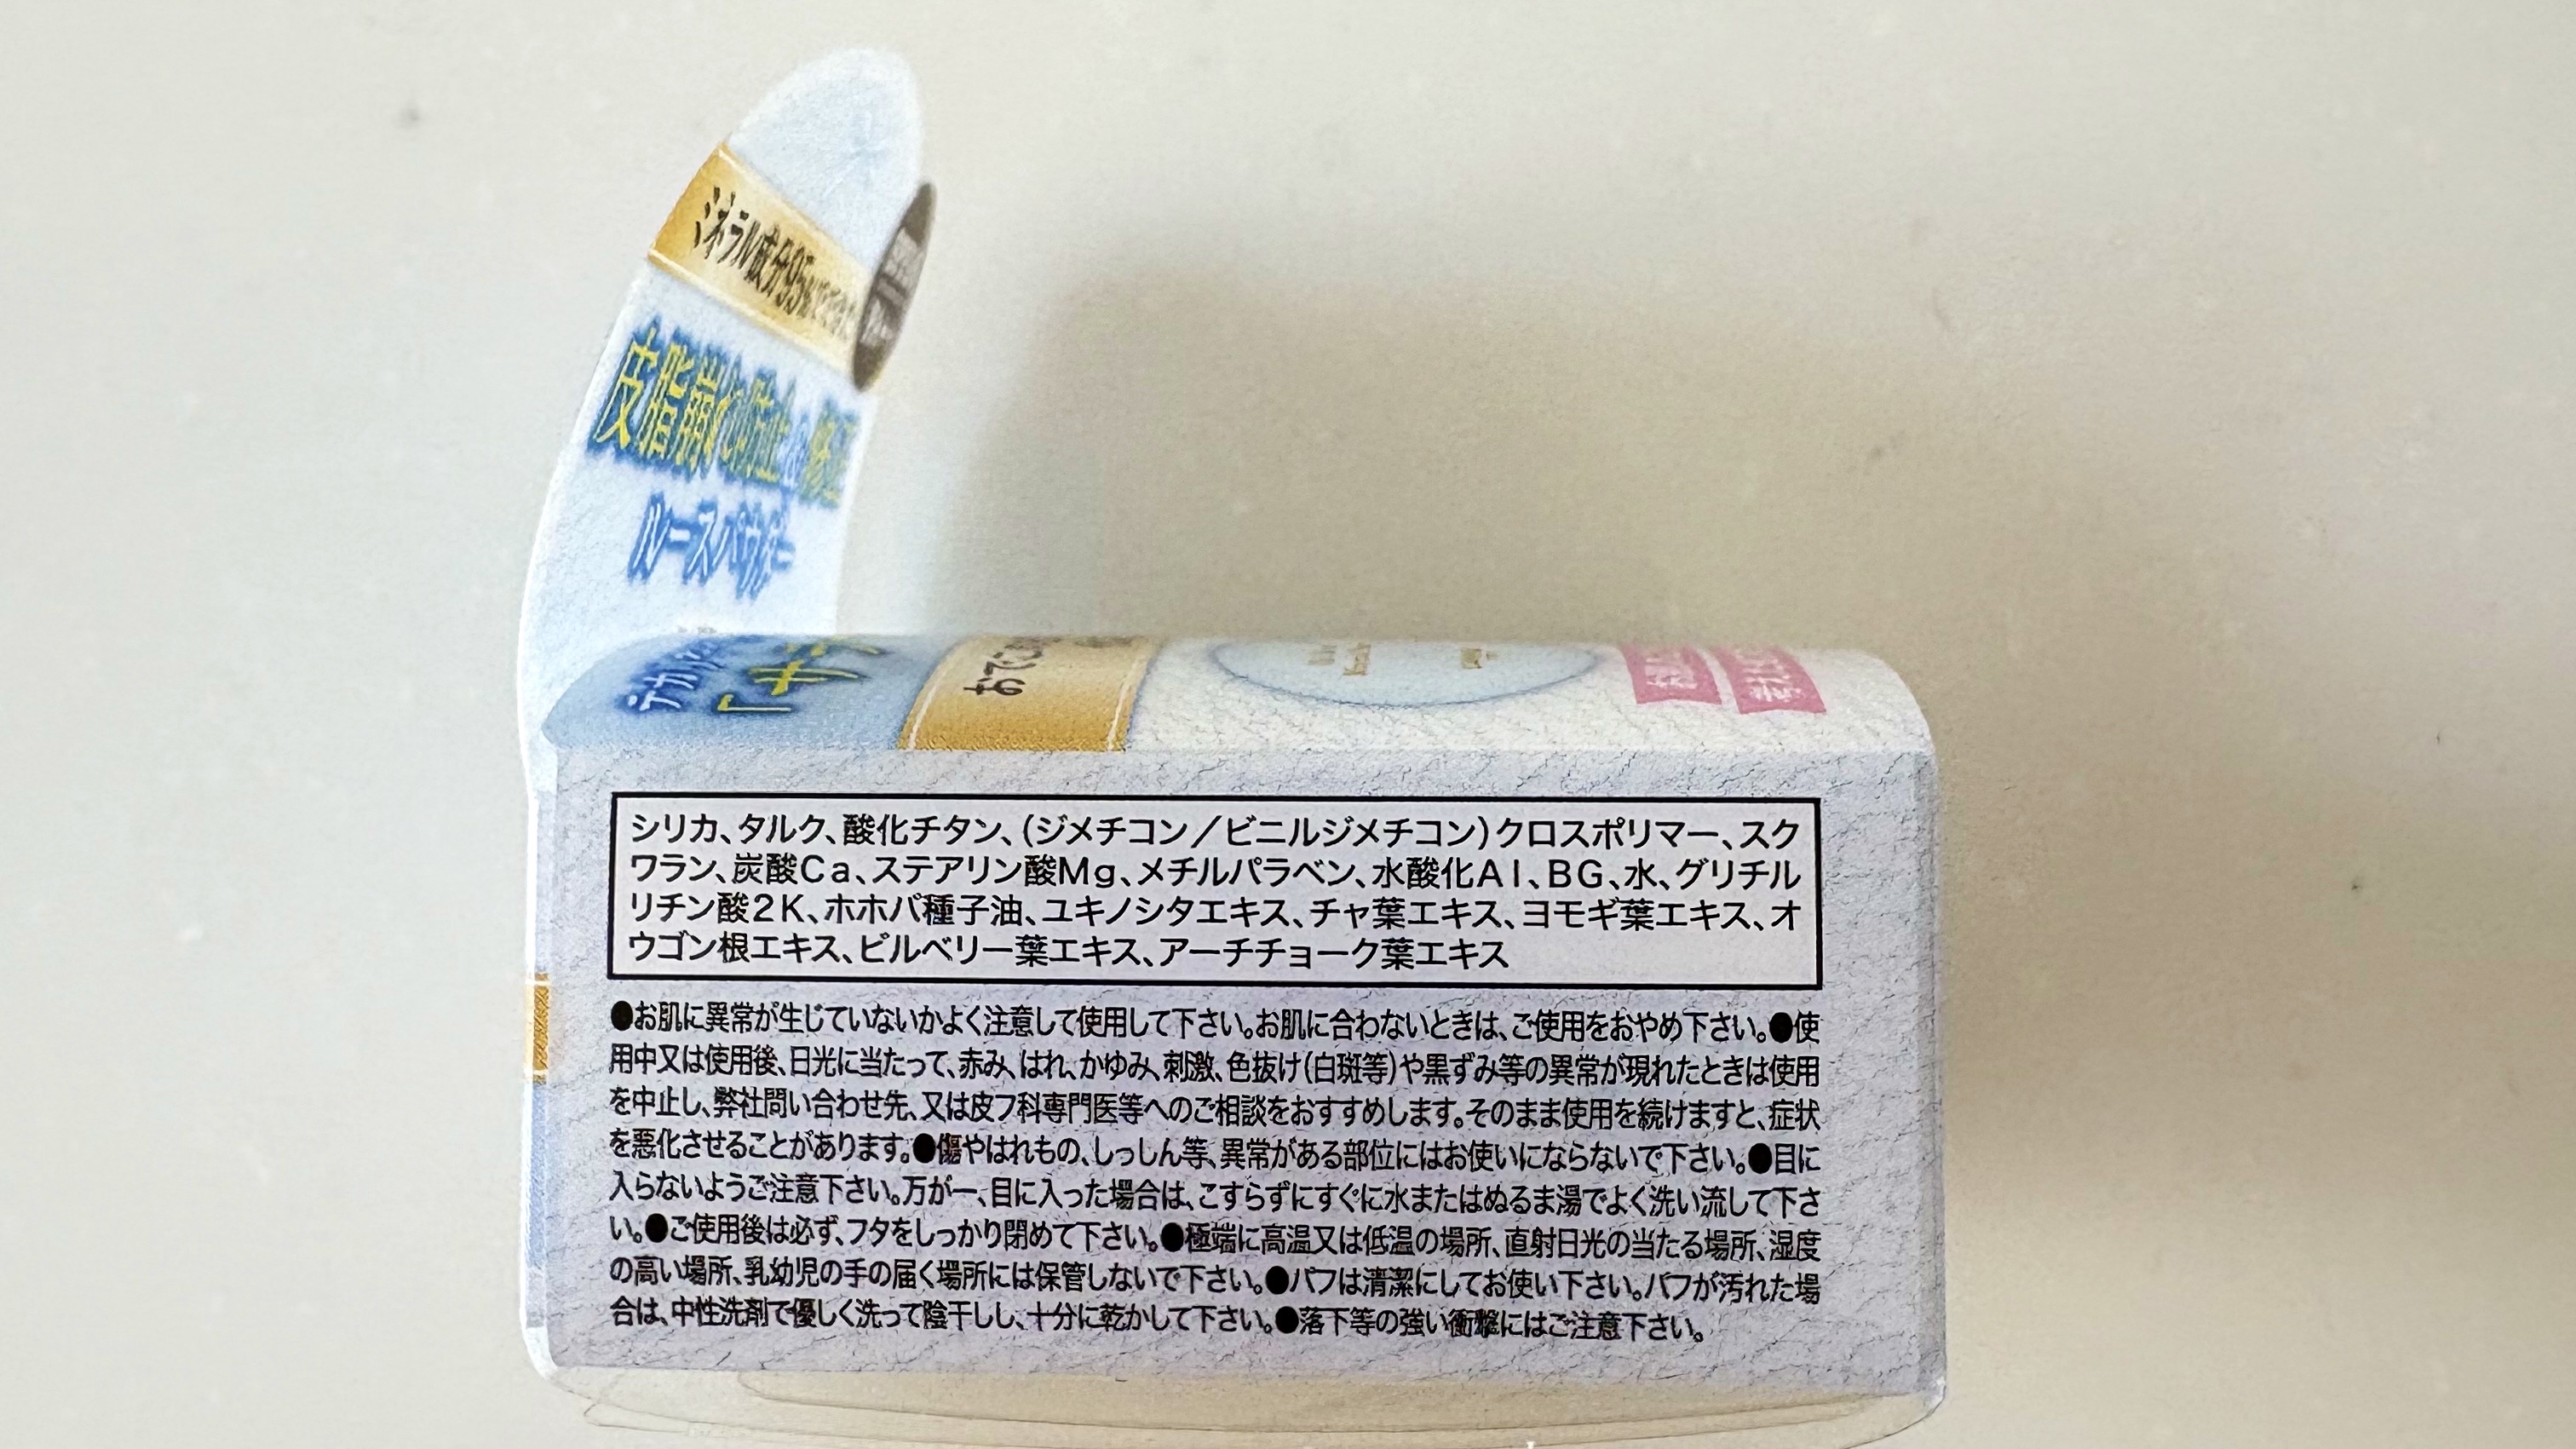 ミネラル成分95%
皮脂崩れ防止
ルースパウダー
おでこ
シリカ、タルク、酸化チタン、(ジメチコン/ビニルジメチコン)クロスポリマー、スク
ワラン、炭酸Ca、ステアリン酸Mg、メチルパラベン、水酸化Al、BG、水、グリチル
リチン酸2K、ホホバ種子油、ユキノシタエキス、チャ葉エキス、ヨモギ葉エキス、オ
ウゴン根エキス、ビルベリー葉エキス、アーチチョーク葉エキス
●お肌に異常が生じていないかよく注意して使用して下さい。お肌に合わないときは、ご使用をおやめ下さい。●使
用中又は使用後、日光に当たって、赤み、はれ、かゆみ、刺激、色抜け(白斑等)や黒ずみ等の異常が現れたときは使用
を中止し、弊社問い合わせ先、又は皮フ科専門医等へのご相談をおすすめします。そのまま使用を続けますと、症状
を悪化させることがあります。●傷やはれもの、しっしん等、異常がある部位にはお使いにならないで下さい。●目に
入らないようご注意下さい。万が一、目に入った場合は、こすらずにすぐに水またはぬるま湯でよく洗い流して下さ
い。●ご使用後は必ず、フタをしっかり閉めて下さい。●極端に高温又は低温の場所、直射日光の当たる場所、湿度
の高い場所、乳幼児の手の届く場所には保管しないで下さい。●パフは清潔にしてお使い下さい。パフが汚れた場
合は、中性洗剤で優しく洗って陰干しし、十分に乾かして下さい。●落下等の強い衝撃にはご注意下さい。